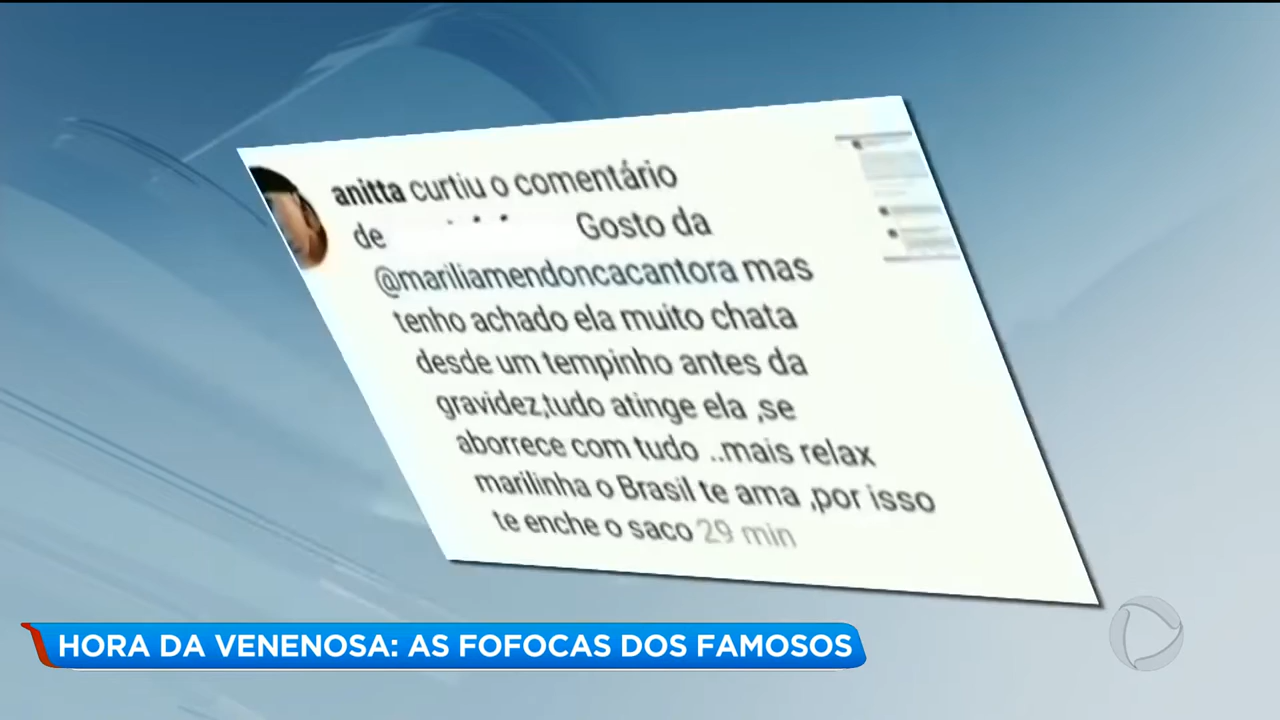 anitta curtiu o comentário
de Gosto da
@mariliamendoncacantora mas
tenho achado ela muito chata
desde um tempinho antes da
gravidez,tudo atinge ela ,se
aborrece com tudo ..mais relax
marilinha o Brasil te ama ,por isso
te enche o saco 29 min
HORA DA VENENOSA: AS FOFOCAS DOS FAMOSOS